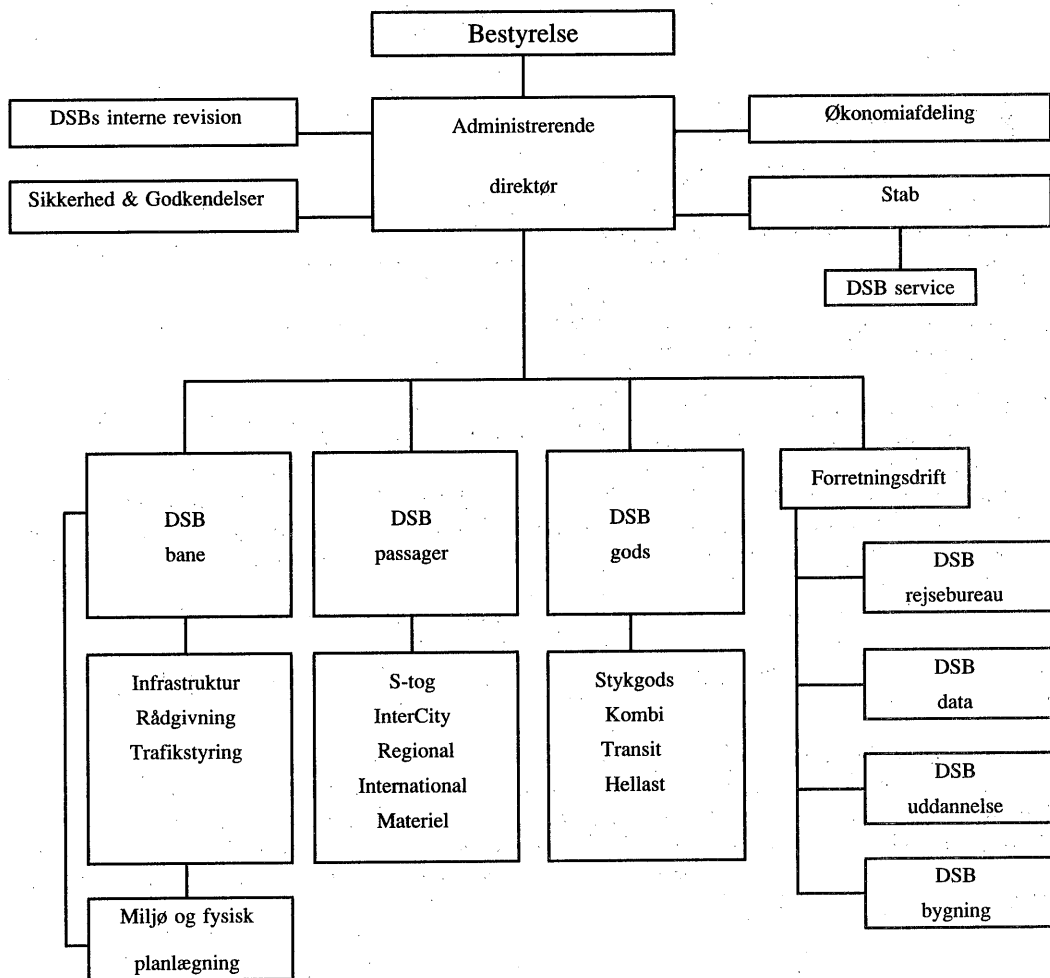 Bestyrelse
DSBs interne revision
Administrerende
direktør
Økonomiafdeling
Sikkerhed & Godkendelser
Stab
DSB service
DSB
bane
DSB
passager
DSB
gods
Forretningsdrift
Infrastruktur
Rådgivning
Trafikstyring
S-tog
InterCity
Regional
International
Materiel
Stykgods
Kombi
Transit
Hellast
DSB
rejsebureau
DSB
data
DSB
uddannelse
DSB
bygning
Miljø og fysisk
planlægning